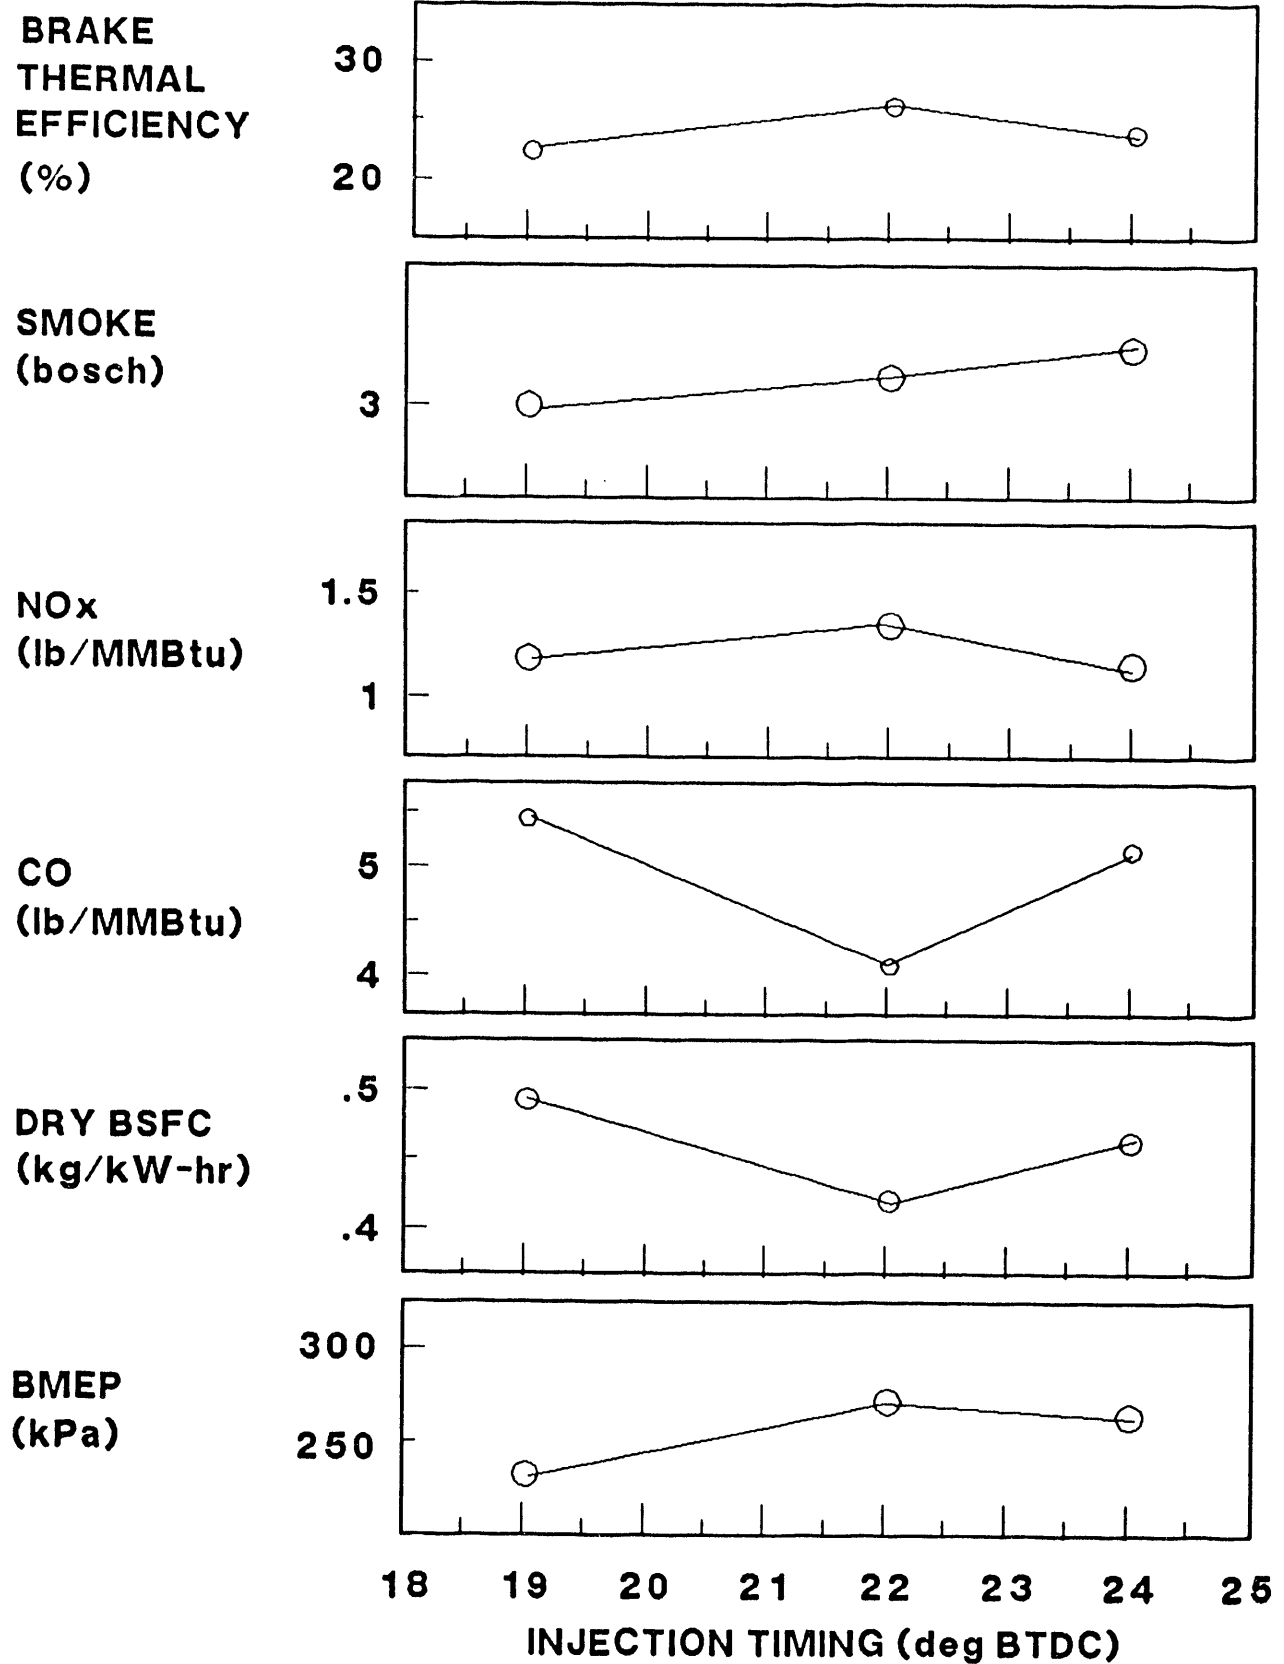 BRAKE
THERMAL
EFFICIENCY
(%)
30
20
SMOKE
(bosch)
3
NOx
(lb/MMBtu)
1.5
1
CO
(lb/MMBtu)
5
4
DRY BSFC
(kg/kW-hr)
.5
.4
BMEP
(kPa)
300
250
18 19 20 21 22 23 24 25
INJECTION TIMING (deg BTDC)